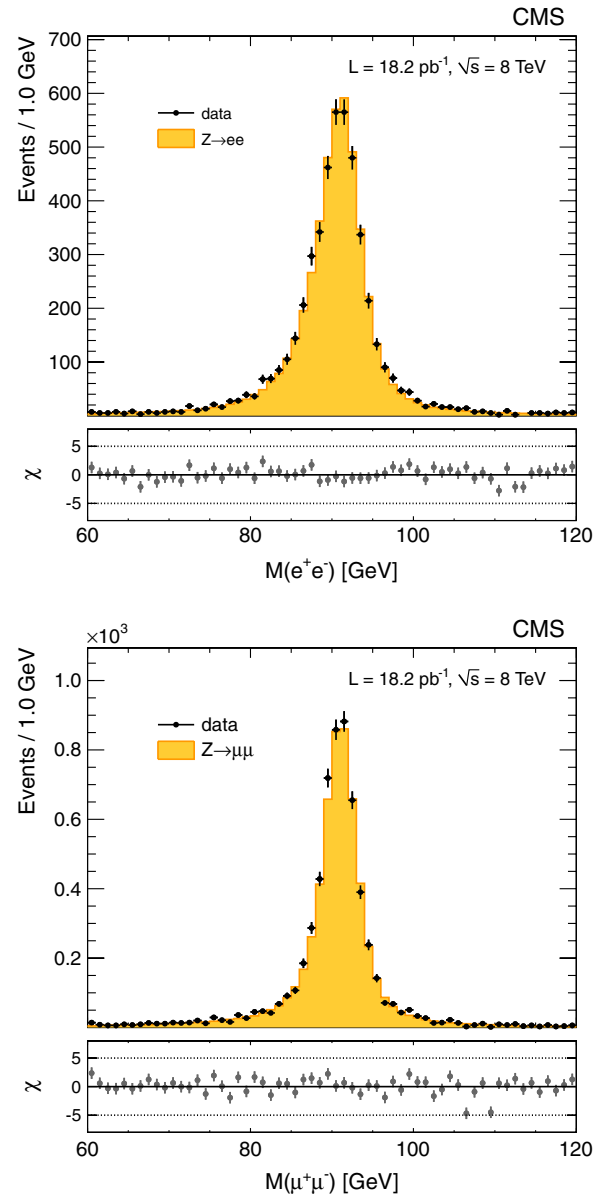 CMS
700
L = 18.2 pb⁻¹, √s = 8 TeV
600
data
Z→ee
500
400
300
200
100
Events / 1.0 GeV
5
0
-5
χ
60 80 100 120
M(e⁺e⁻) [GeV]
×10³
CMS
L = 18.2 pb⁻¹, √s = 8 TeV
1.0
data
Z→μμ
0.8
0.6
0.4
0.2
Events / 1.0 GeV
5
0
-5
χ
60 80 100 120
M(μ⁺μ⁻) [GeV]